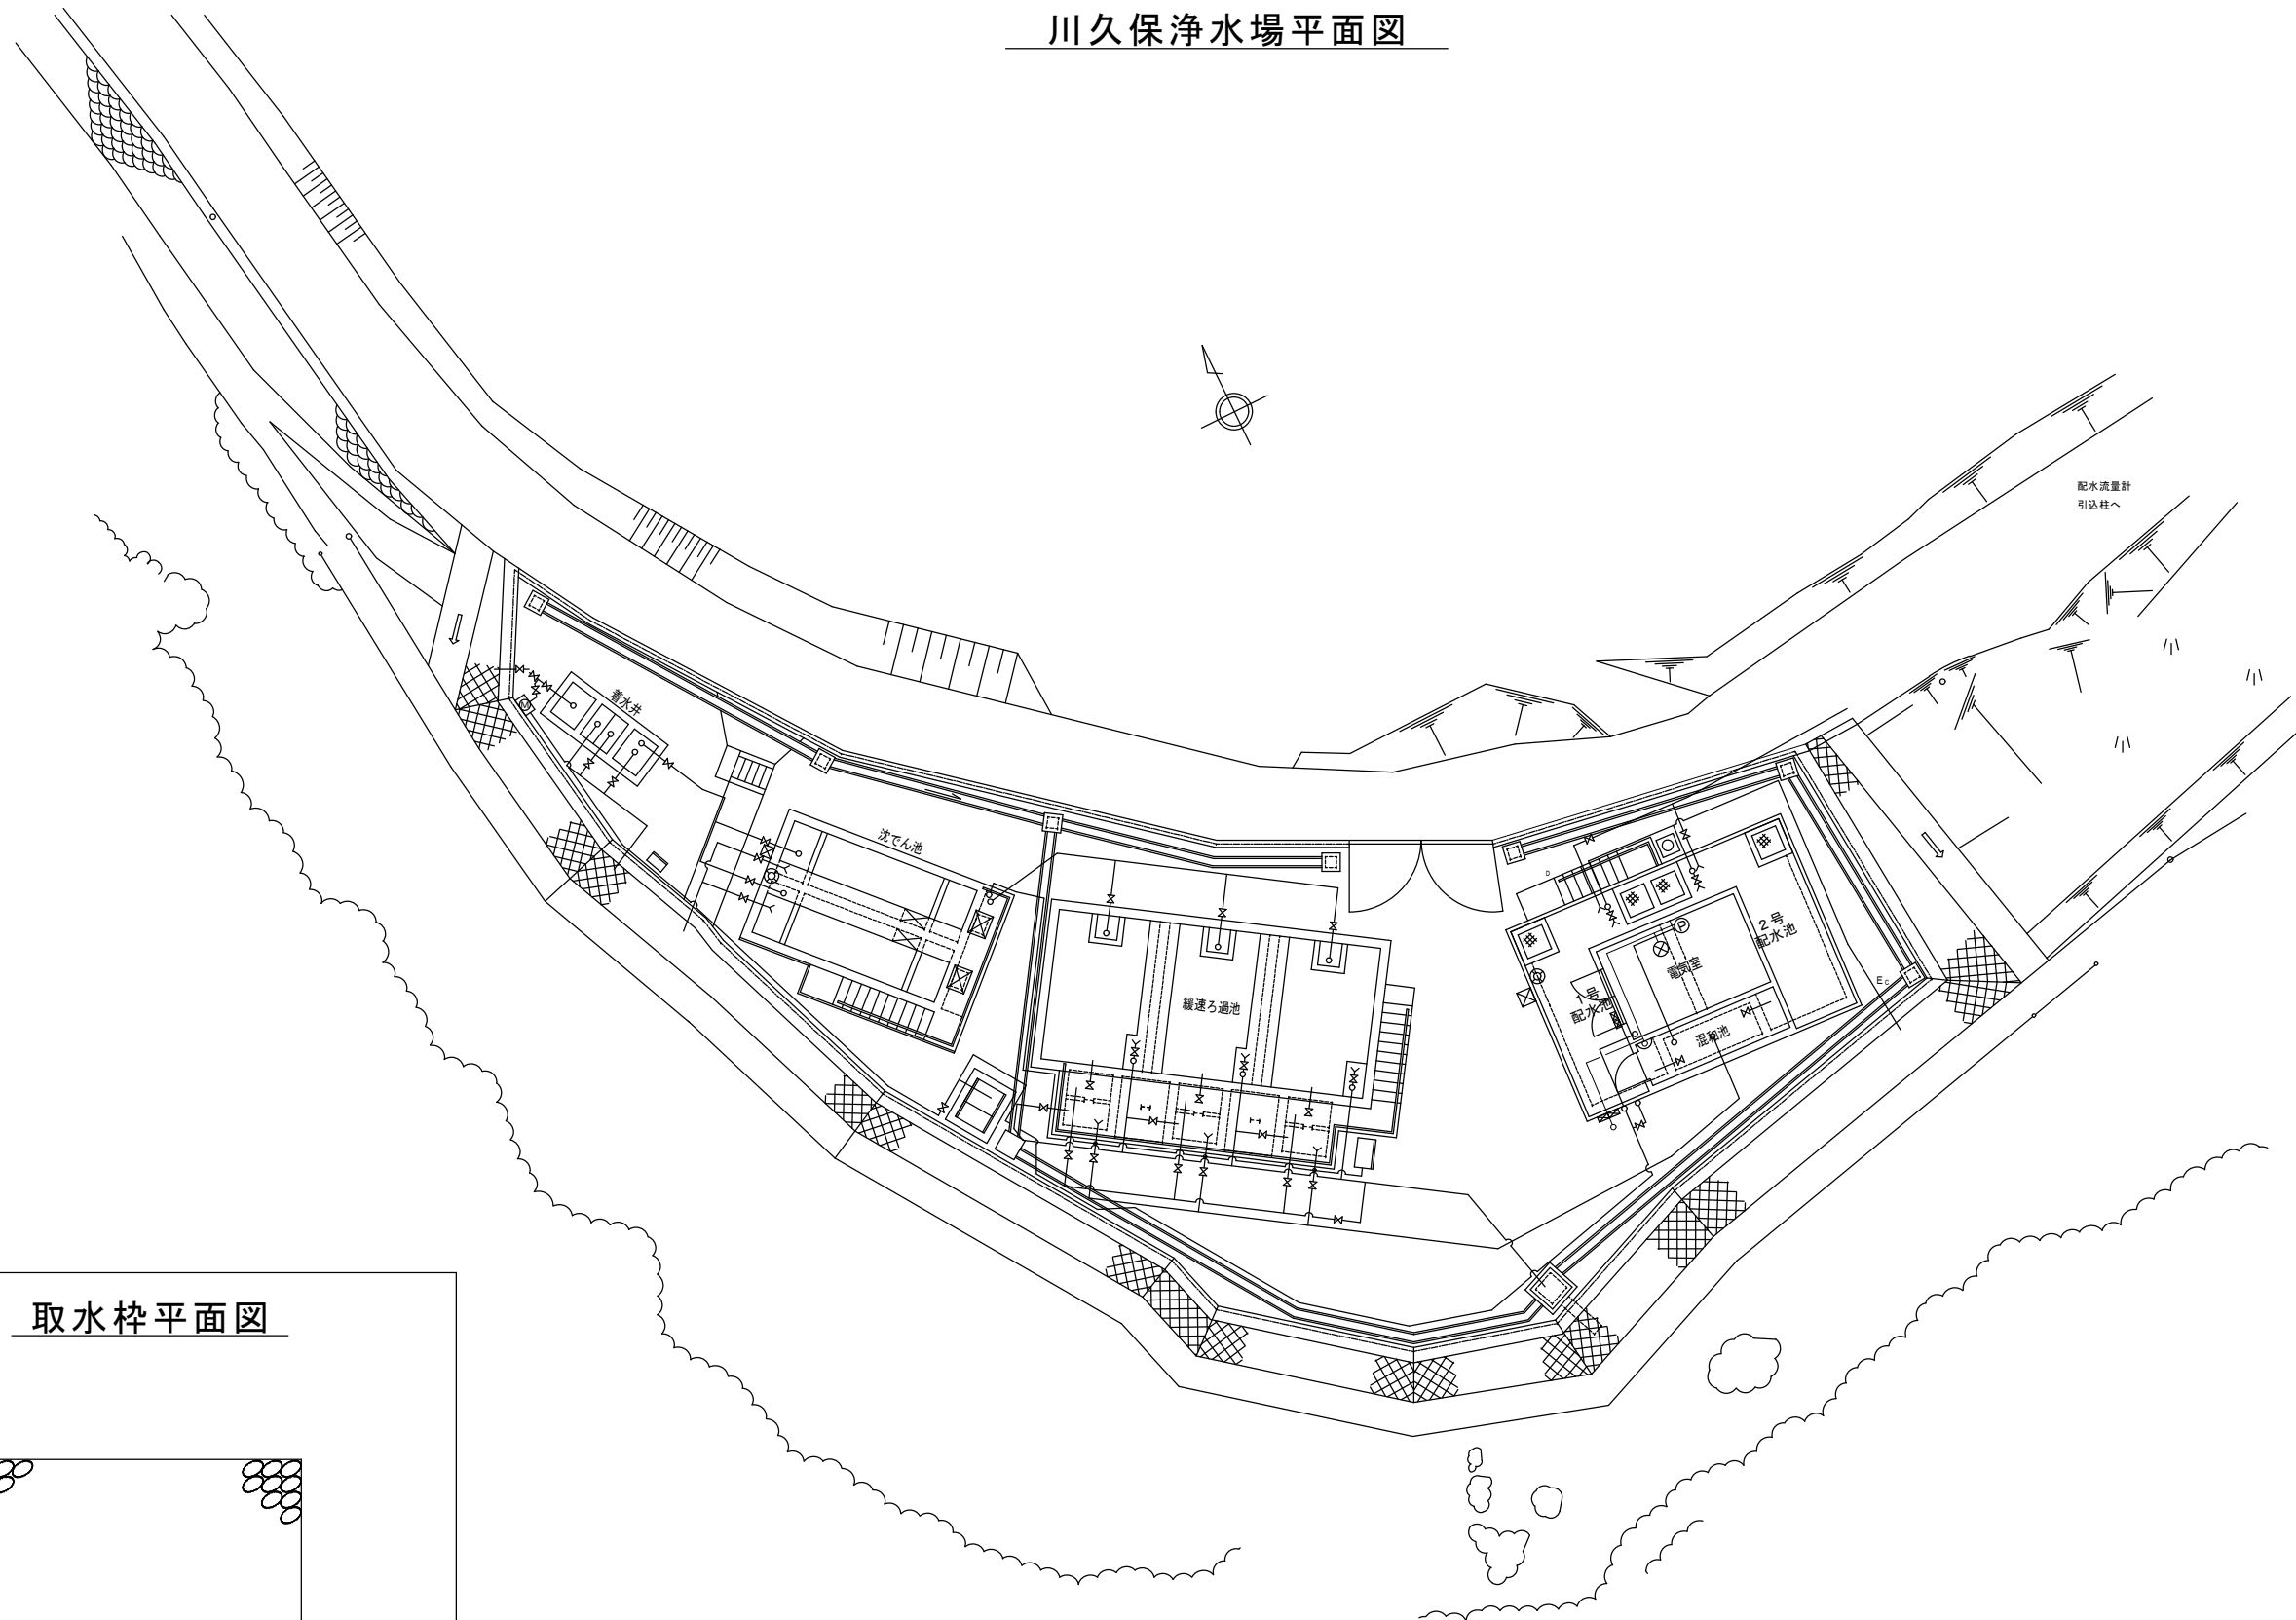 川久保浄水場平面図
配水流量計
引込柱へ
着水井
沈でん池
緩速ろ過池
2号
配水池
電気室
1号
配水池
混和池
M
P
D
E
C
取水枠平面図